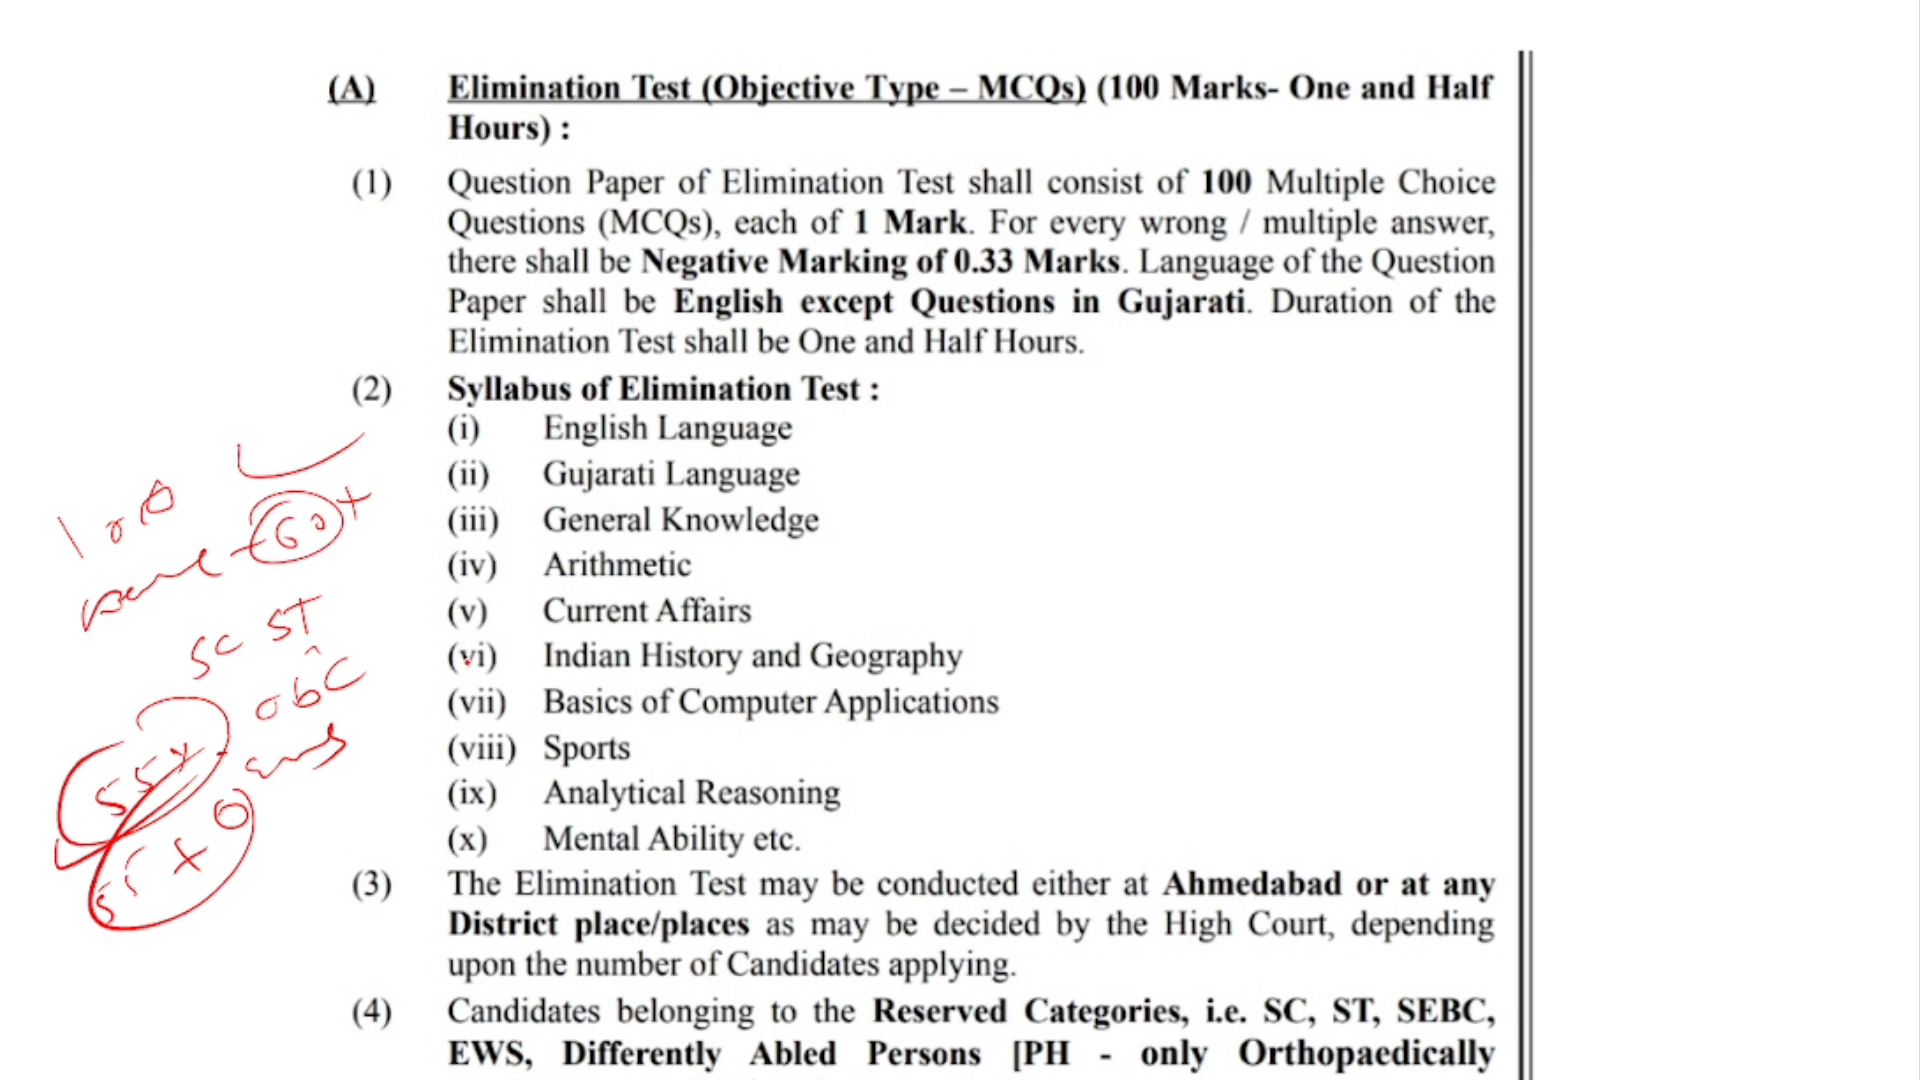 (A) Elimination Test (Objective Type – MCQs) (100 Marks- One and Half
Hours) :
(1) Question Paper of Elimination Test shall consist of 100 Multiple Choice
Questions (MCQs), each of 1 Mark. For every wrong / multiple answer,
there shall be Negative Marking of 0.33 Marks. Language of the Question
Paper shall be English except Questions in Gujarati. Duration of the
Elimination Test shall be One and Half Hours.
(2) Syllabus of Elimination Test :
(i) English Language
(ii) Gujarati Language
(iii) General Knowledge
(iv) Arithmetic
(v) Current Affairs
(vi) Indian History and Geography
(vii) Basics of Computer Applications
(viii) Sports
(ix) Analytical Reasoning
(x) Mental Ability etc.
(3) The Elimination Test may be conducted either at Ahmedabad or at any
District place/places as may be decided by the High Court, depending
upon the number of Candidates applying.
(4) Candidates belonging to the Reserved Categories, i.e. SC, ST, SEBC,
EWS, Differently Abled Persons [PH - only Orthopaedically
100
60+
SC ST
obc
55+